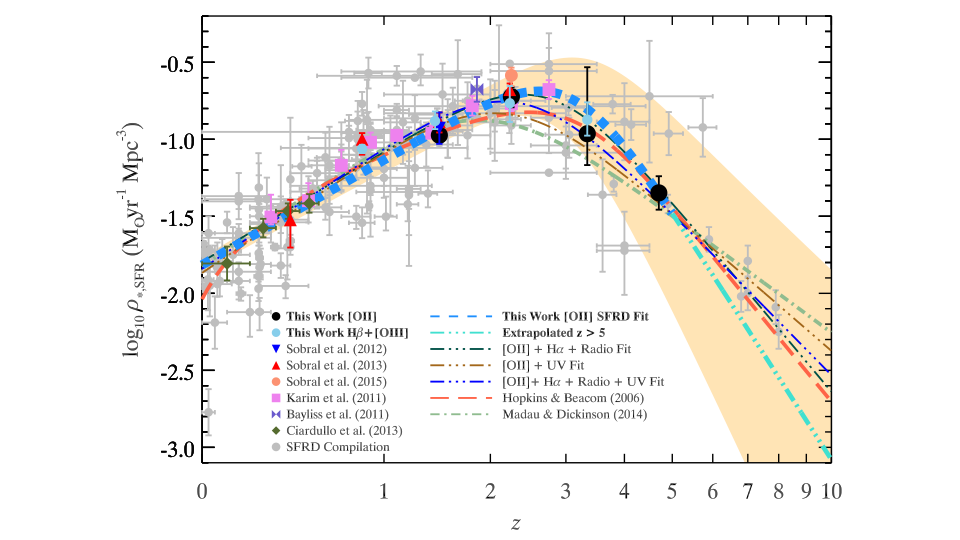 -0.5
-1.0
-1.5
-2.0
-2.5
-3.0
log₁₀ ρ*,SFR (M⊙yr⁻¹ Mpc⁻³)
This Work [OII]
This Work Hβ+[OIII]
Sobral et al. (2012)
Sobral et al. (2013)
Sobral et al. (2015)
Karim et al. (2011)
Bayliss et al. (2011)
Ciardullo et al. (2013)
SFRD Compilation
This Work [OII] SFRD Fit
Extrapolated z > 5
[OII] + Hα + Radio Fit
[OII] + UV Fit
[OII]+ Hα + Radio + UV Fit
Hopkins & Beacom (2006)
Madau & Dickinson (2014)
0 1 2 3 4 5 6 7 8 9 10
z